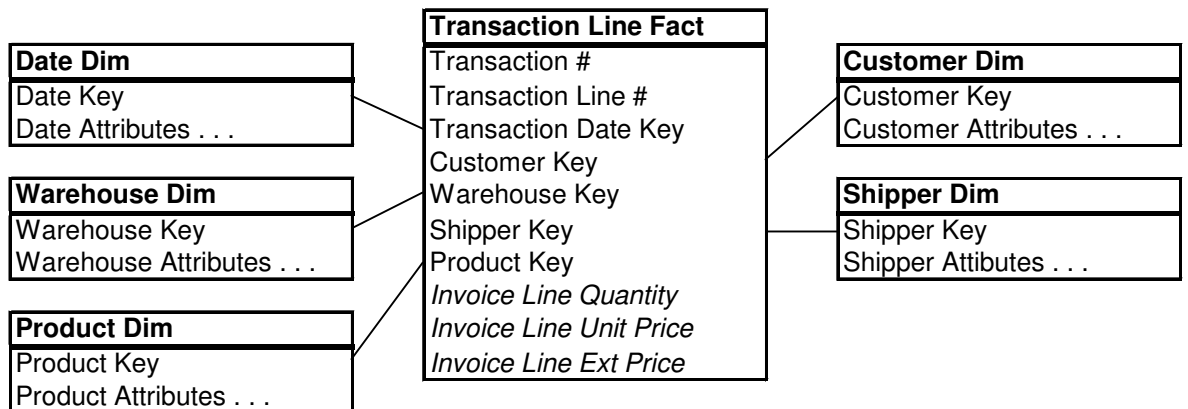 Date Dim
Date Key
Date Attributes . . .
Warehouse Dim
Warehouse Key
Warehouse Attributes . . .
Product Dim
Product Key
Product Attributes . . .
Transaction Line Fact
Transaction #
Transaction Line #
Transaction Date Key
Customer Key
Warehouse Key
Shipper Key
Product Key
Invoice Line Quantity
Invoice Line Unit Price
Invoice Line Ext Price
Customer Dim
Customer Key
Customer Attributes . . .
Shipper Dim
Shipper Key
Shipper Attibutes . . .